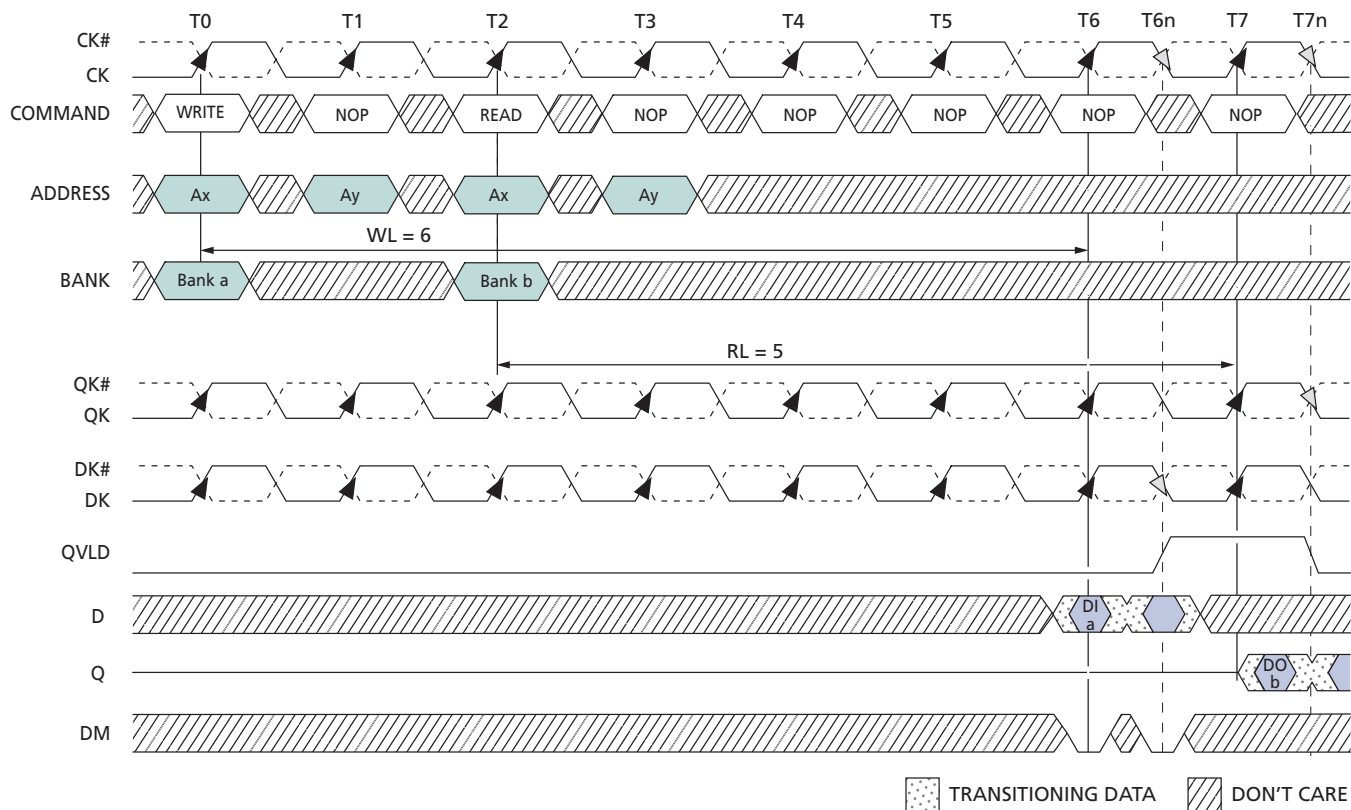 T0 T1 T2 T3 T4 T5 T6 T6n T7 T7n
CK#
CK
COMMAND WRITE NOP READ NOP NOP NOP NOP NOP
ADDRESS Ax Ay Ax Ay
WL = 6
BANK Bank a Bank b
RL = 5
QK#
QK
DK#
DK
QVLD
D DI a
Q DO b
DM
TRANSITIONING DATA DON'T CARE